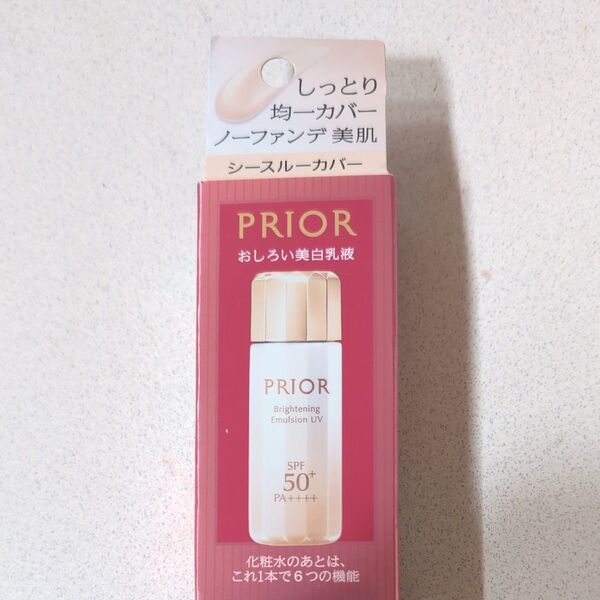 しっとり
均一カバー
ノーファンデ美肌
シースルーカバー
PRIOR
おしろい美白乳液
PRIOR
Brightening
Emulsion UV
SPF
50+
PA++++
化粧水のあとは、
これ1本で6つの機能